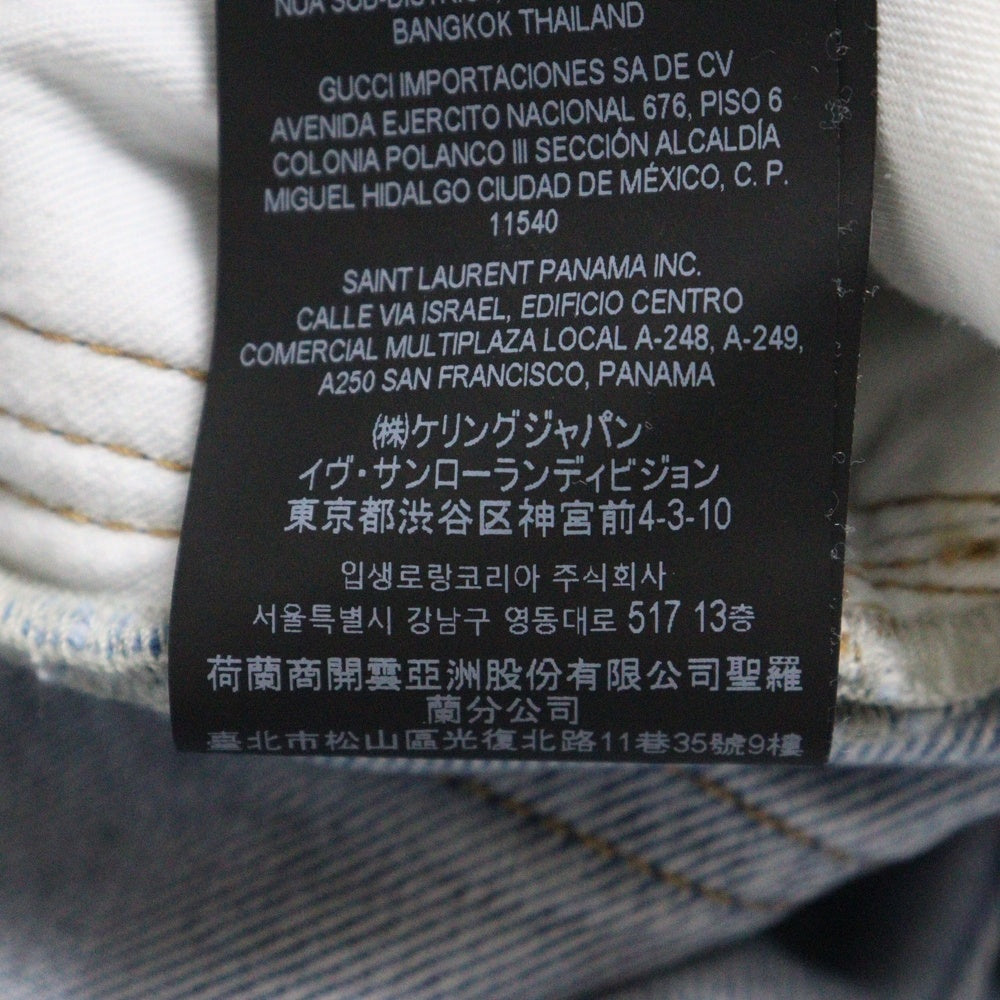 NUA SUB-DISTRICT,
BANGKOK THAILAND
GUCCI IMPORTACIONES SA DE CV
AVENIDA EJERCITO NACIONAL 676, PISO 6
COLONIA POLANCO III SECCIÓN ALCALDÍA
MIGUEL HIDALGO CIUDAD DE MÉXICO, C. P.
11540
SAINT LAURENT PANAMA INC.
CALLE VIA ISRAEL, EDIFICIO CENTRO
COMERCIAL MULTIPLAZA LOCAL A-248, A-249,
A250 SAN FRANCISCO, PANAMA
㈱ケリングジャパン
イヴ・サンローランディビジョン
東京都渋谷区神宮前4-3-10
입생로랑코리아 주식회사
서울특별시 강남구 영동대로 517 13층
荷蘭商開雲亞洲股份有限公司聖羅
蘭分公司
臺北市松山區光復北路11巷35號9樓